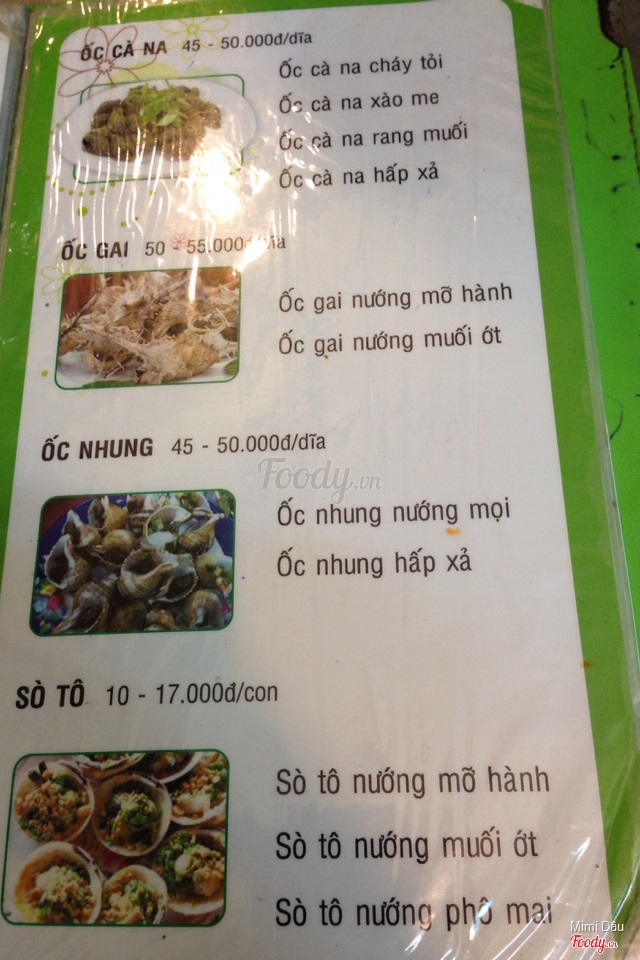 ỐC CÀ NA 45 - 50.000đ/dĩa
Ốc cà na cháy tỏi
Ốc cà na xào me
Ốc cà na rang muối
Ốc cà na hấp xả
ỐC GAI 50 - 55.000đ/dĩa
Ốc gai nướng mỡ hành
Ốc gai nướng muối ớt
ỐC NHUNG 45 - 50.000đ/dĩa
Foody.vn
Ốc nhung nướng mọi
Ốc nhung hấp xả
SÒ TÔ 10 - 17.000đ/con
Sò tô nướng mỡ hành
Sò tô nướng muối ớt
Sò tô nướng phô mai
Mimi Dâu
Foody.vn